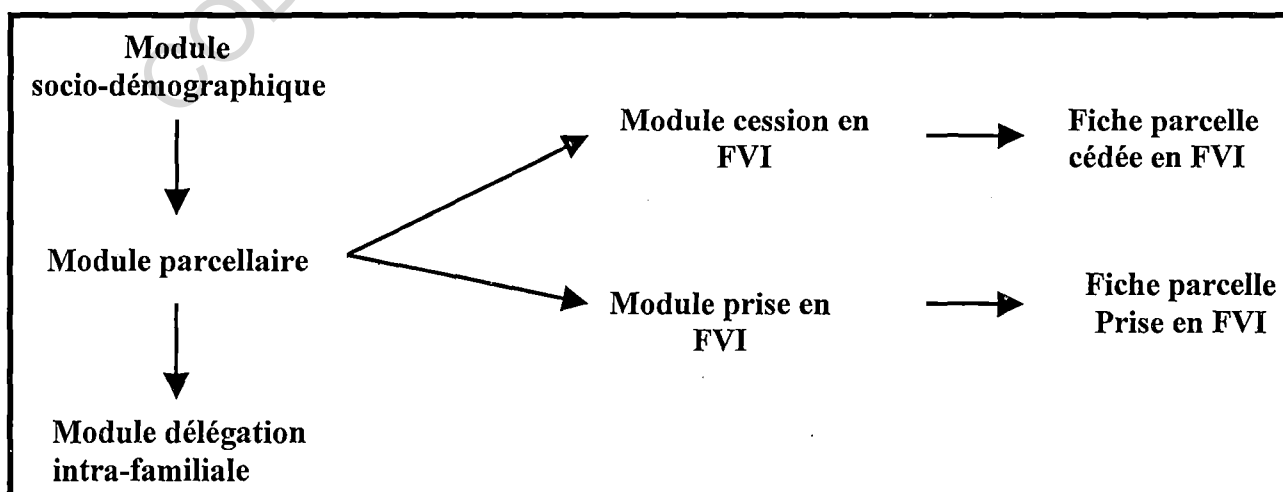 Module
socio-démographique
Module cession en
FVI
Fiche parcelle
cédée en FVI
Module parcellaire
Module prise en
FVI
Fiche parcelle
Prise en FVI
Module délégation
intra-familiale